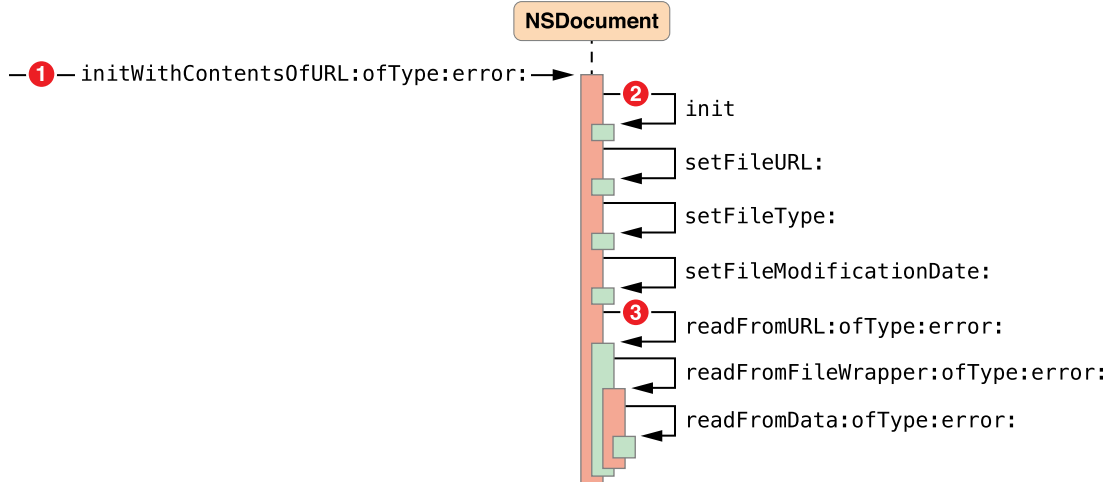 NSDocument
1 initWithContentsOfURL:ofType:error:
2
init
setFileURL:
setFileType:
setFileModificationDate:
3
readFromURL:ofType:error:
readFromFileWrapper:ofType:error:
readFromData:ofType:error: